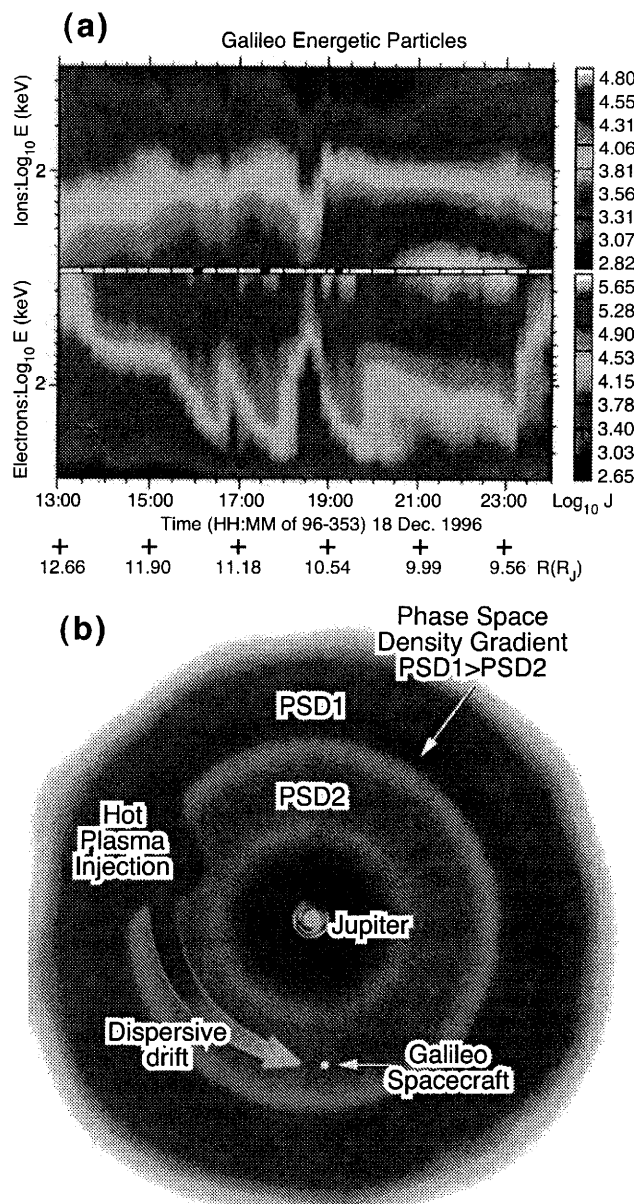 (a)
Galileo Energetic Particles
Ions:Log10 E (keV)
2
4.80
4.55
4.31
4.06
3.81
3.56
3.31
3.07
2.82
Electrons:Log10 E (keV)
2
5.65
5.28
4.90
4.53
4.15
3.78
3.40
3.03
2.65
13:00 15:00 17:00 19:00 21:00 23:00 Log10 J
Time (HH:MM of 96-353) 18 Dec. 1996
+ + + + + +
12.66 11.90 11.18 10.54 9.99 9.56 R(RJ)
(b)
Phase Space
Density Gradient
PSD1>PSD2
PSD1
PSD2
Hot
Plasma
Injection
Jupiter
Dispersive
drift
Galileo
Spacecraft